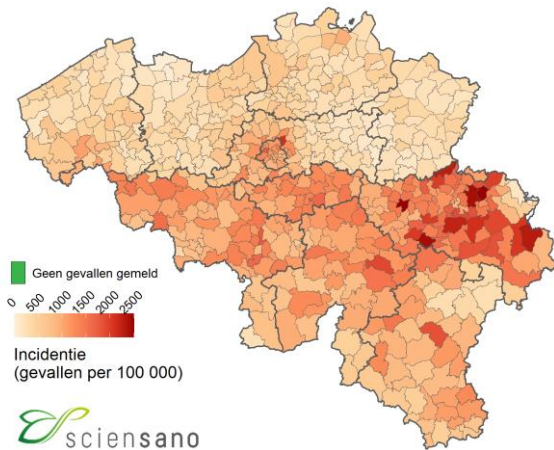 Geen gevallen gemeld
0 500 1000 1500 2000 2500
Incidentie
(gevallen per 100 000)
sciensano